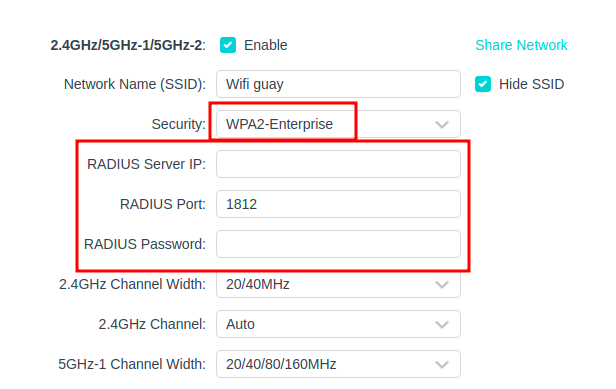 2.4GHz/5GHz-1/5GHz-2: Enable Share Network
Network Name (SSID): Wifi guay Hide SSID
Security: WPA2-Enterprise
RADIUS Server IP:
RADIUS Port: 1812
RADIUS Password:
2.4GHz Channel Width: 20/40MHz
2.4GHz Channel: Auto
5GHz-1 Channel Width: 20/40/80/160MHz